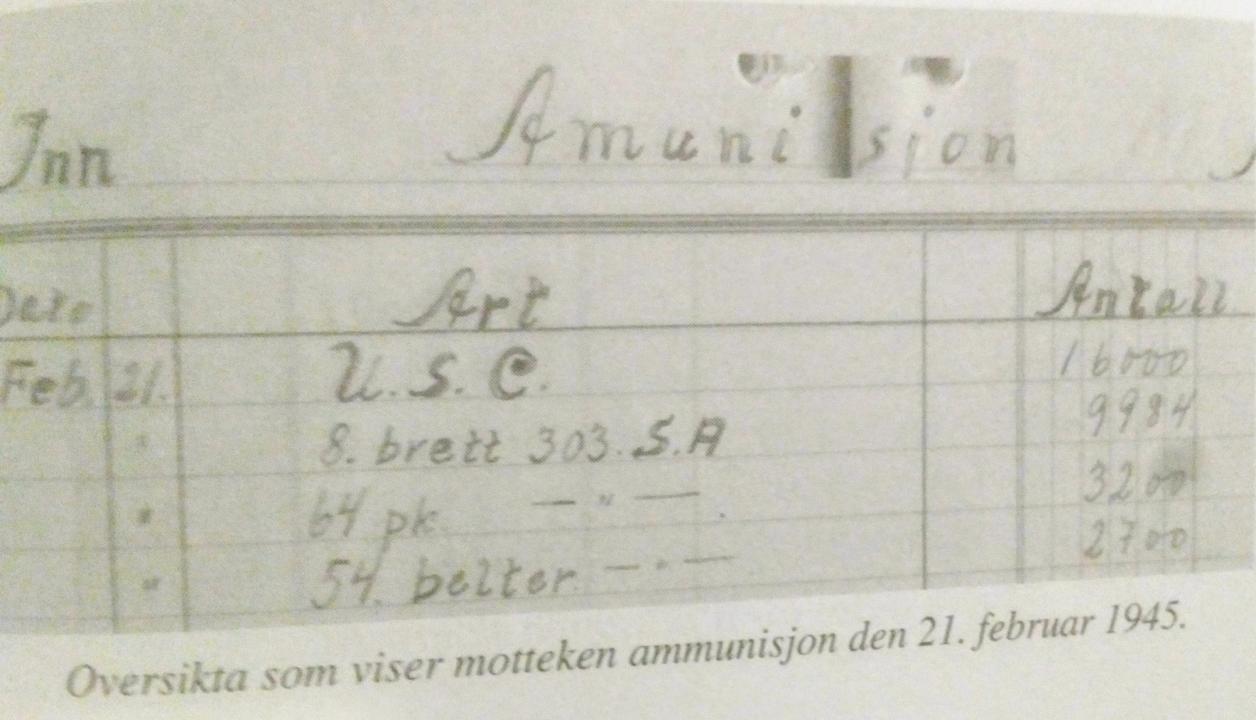 Inn Amunisjon
Dato Art Antall
Feb. 21. U.S.C. 16000
" 8. brett 303. S.A 9984
" 64 pk — " — 3200
" 54. belter — " — 2700
Oversikta som viser motteken ammunisjon den 21. februar 1945.